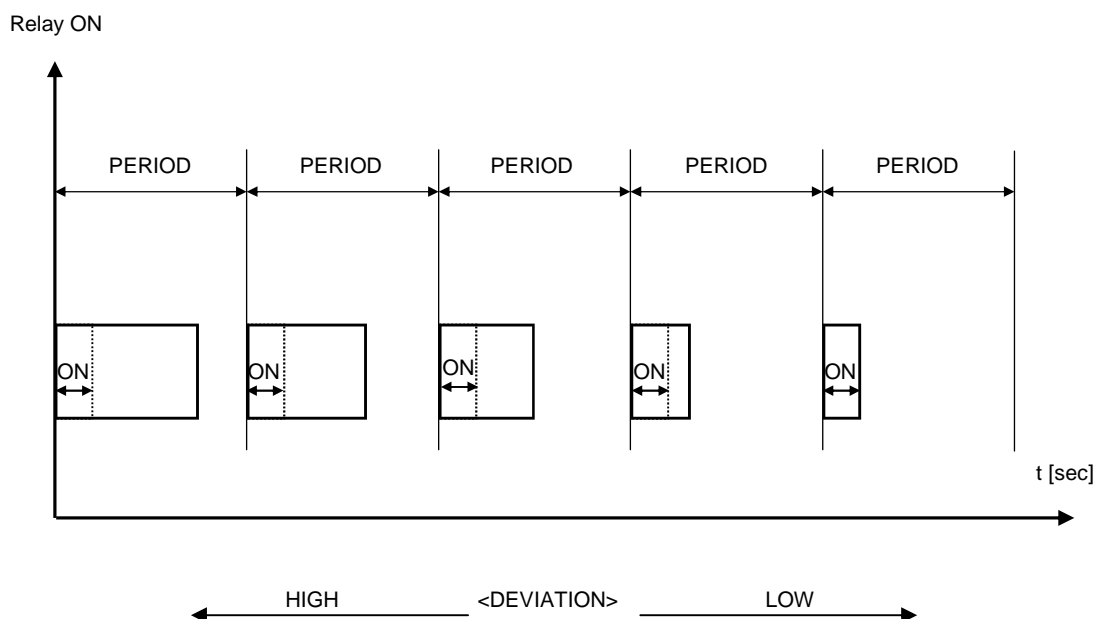 Relay ON
PERIOD PERIOD PERIOD PERIOD PERIOD
ON ON ON ON ON
t [sec]
HIGH <DEVIATION> LOW